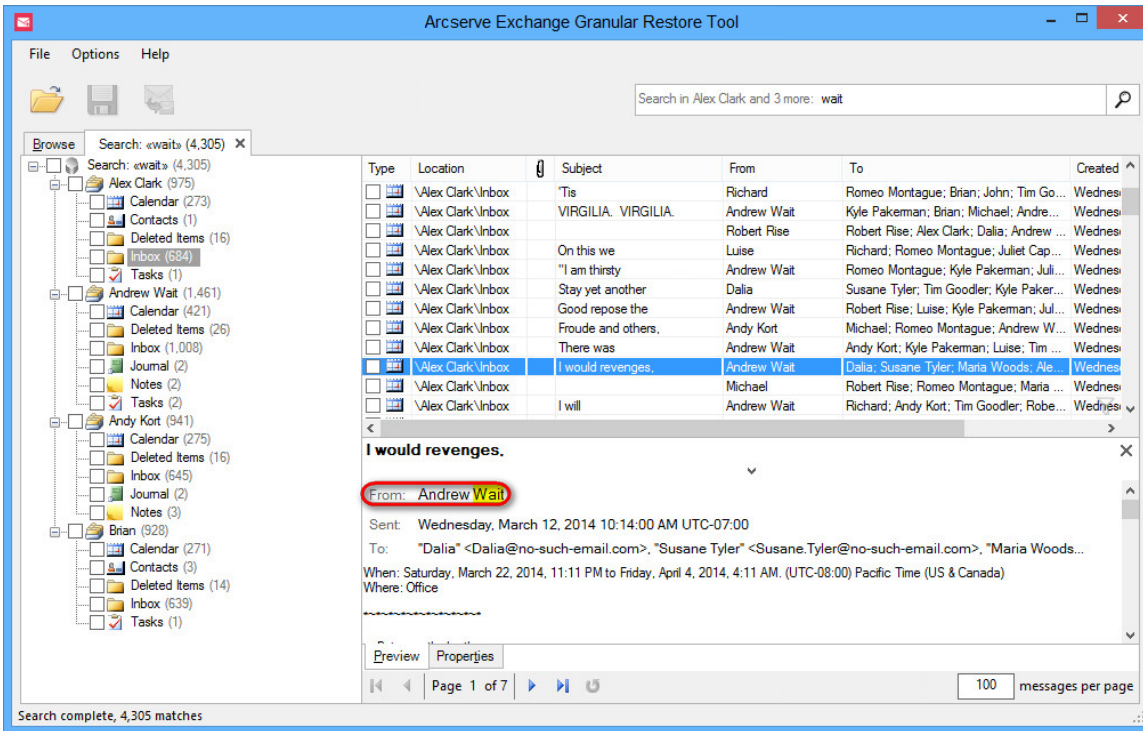 Arcserve Exchange Granular Restore Tool
File Options Help
Search in Alex Clark and 3 more: wait
Browse Search: «wait» (4,305)
Search: «wait» (4,305)
Alex Clark (975)
Calendar (273)
Contacts (1)
Deleted Items (16)
Inbox (684)
Tasks (1)
Andrew Wait (1,461)
Calendar (421)
Deleted Items (26)
Inbox (1,008)
Journal (2)
Notes (2)
Tasks (2)
Andy Kort (941)
Calendar (275)
Deleted Items (16)
Inbox (645)
Journal (2)
Notes (3)
Brian (928)
Calendar (271)
Contacts (3)
Deleted Items (14)
Inbox (639)
Tasks (1)
Type Location Subject From To Created
\Alex Clark\Inbox 'Tis Richard Romeo Montague; Brian; John; Tim Go... Wednes
\Alex Clark\Inbox VIRGILIA. VIRGILIA. Andrew Wait Kyle Pakerman; Brian; Michael; Andre... Wednes
\Alex Clark\Inbox Robert Rise Robert Rise; Alex Clark; Dalia; Andrew ... Wednes
\Alex Clark\Inbox On this we Luise Richard; Romeo Montague; Juliet Cap... Wednes
\Alex Clark\Inbox "I am thirsty Andrew Wait Romeo Montague; Kyle Pakerman; Juli... Wednes
\Alex Clark\Inbox Stay yet another Dalia Susane Tyler; Tim Goodler; Kyle Paker... Wednes
\Alex Clark\Inbox Good repose the Andrew Wait Robert Rise; Luise; Kyle Pakerman; Jul... Wednes
\Alex Clark\Inbox Froude and others, Andy Kort Michael; Romeo Montague; Andrew W... Wednes
\Alex Clark\Inbox There was Andrew Wait Andy Kort; Kyle Pakerman; Luise; Tim ... Wednes
\Alex Clark\Inbox I would revenges, Andrew Wait Dalia; Susane Tyler; Maria Woods; Ale... Wednes
\Alex Clark\Inbox Michael Robert Rise; Romeo Montague; Maria ... Wednes
\Alex Clark\Inbox I will Andrew Wait Richard; Andy Kort; Tim Goodler; Robe... Wednes
I would revenges,
From: Andrew Wait
Sent: Wednesday, March 12, 2014 10:14:00 AM UTC-07:00
To: "Dalia" <Dalia@no-such-email.com>, "Susane Tyler" <Susane.Tyler@no-such-email.com>, "Maria Woods...
When: Saturday, March 22, 2014, 11:11 PM to Friday, April 4, 2014, 4:11 AM. (UTC-08:00) Pacific Time (US & Canada)
Where: Office
*~*~*~*~*~*~*~*~*~*
Preview Properties
Page 1 of 7 100 messages per page
Search complete, 4,305 matches